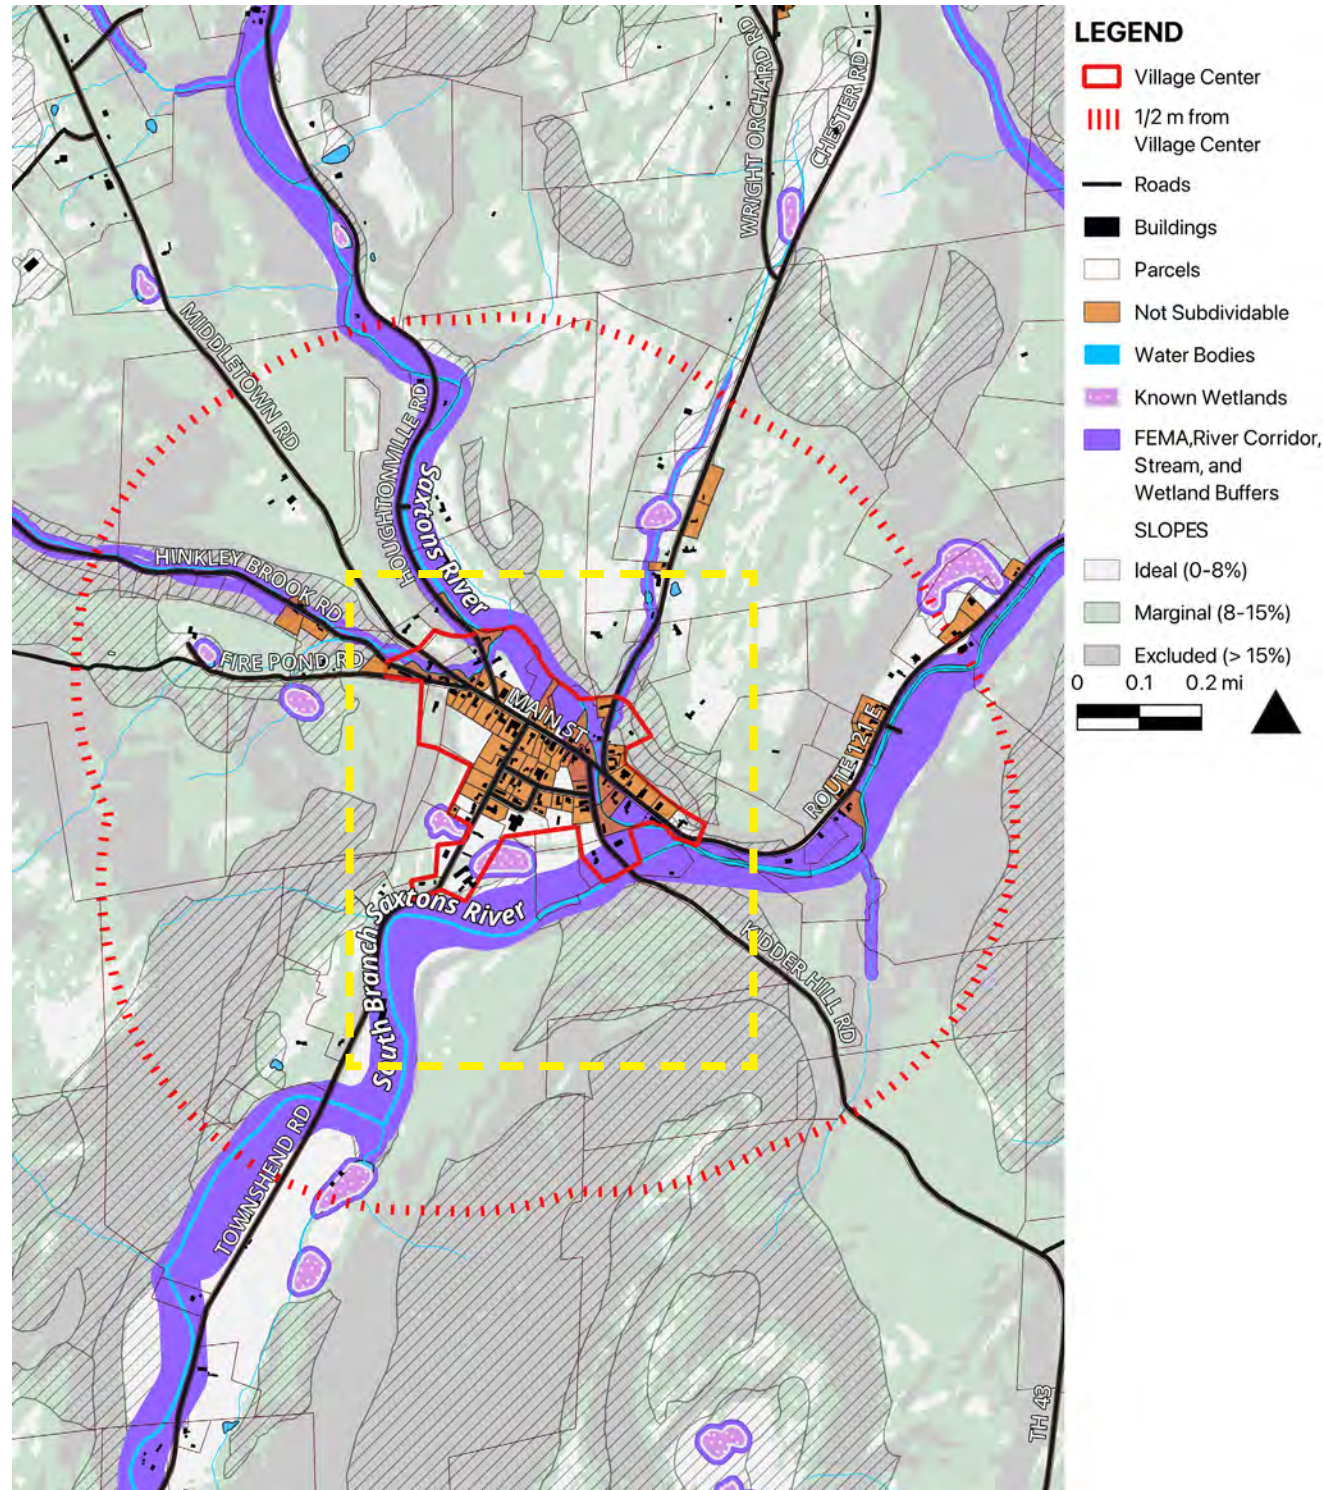 WRIGHT ORCHARD RD
CHESTER RD
MIDDLETOWN RD
HOUGHTONVILLE RD
Saxtons River
HINKLEY BROOK RD
FIRE POND RD
MAIN ST
ROUTE 121 E
South Branch Saxtons River
KIDDER HILL RD
TOWNSHEND RD
TH 43
LEGEND
Village Center
1/2 m from
Village Center
Roads
Buildings
Parcels
Not Subdividable
Water Bodies
Known Wetlands
FEMA,River Corridor,
Stream, and
Wetland Buffers
SLOPES
Ideal (0-8%)
Marginal (8-15%)
Excluded (> 15%)
0 0.1 0.2 mi